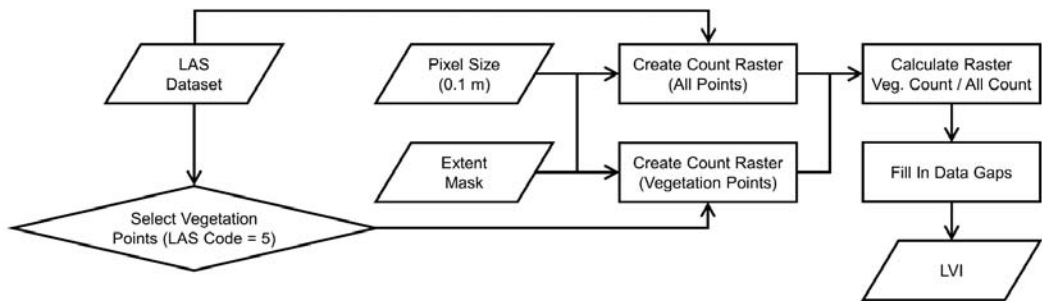 LAS
Dataset
Pixel Size
(0.1 m)
Create Count Raster
(All Points)
Calculate Raster
Veg. Count / All Count
Extent
Mask
Create Count Raster
(Vegetation Points)
Fill In Data Gaps
Select Vegetation
Points (LAS Code = 5)
LVI